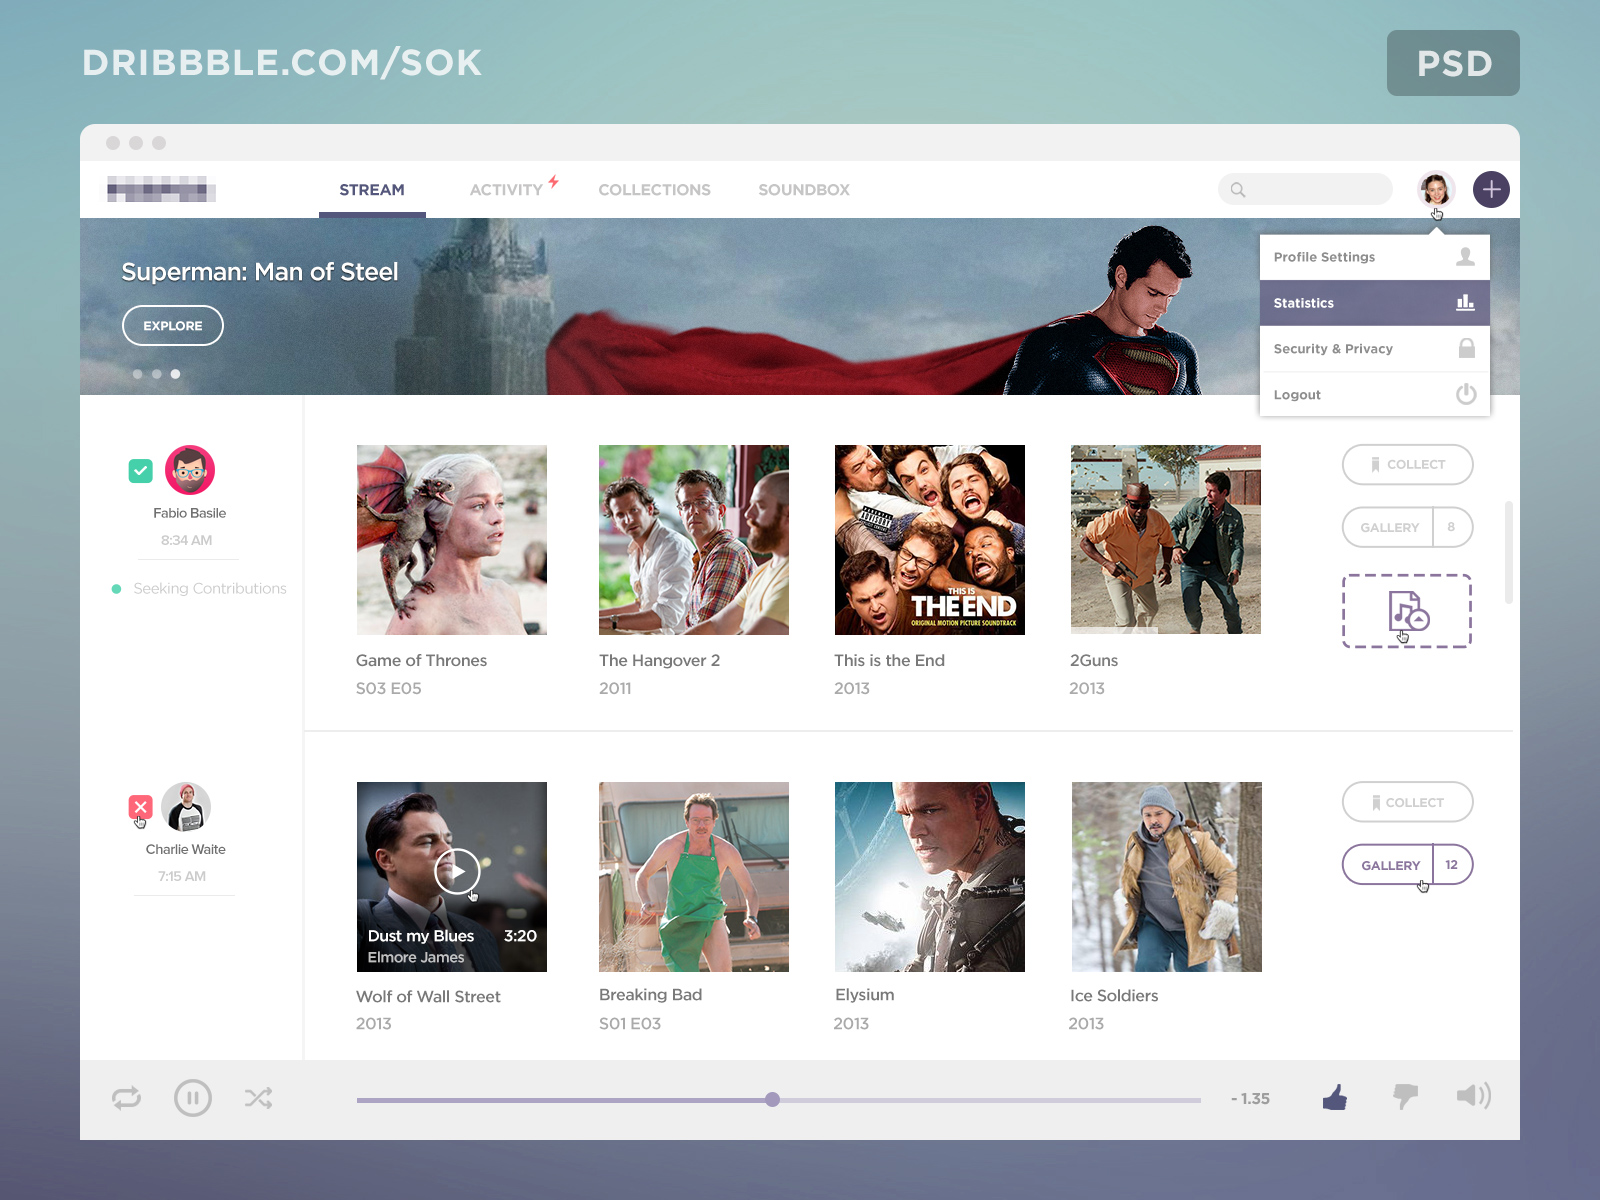 DRIBBBLE.COM/SOK
PSD
STREAM
ACTIVITY
COLLECTIONS
SOUNDBOX
Superman: Man of Steel
EXPLORE
Profile Settings
Statistics
Security & Privacy
Logout
Fabio Basile
8:34 AM
Seeking Contributions
PARENTAL
ADVISORY
EXPLICIT CONTENT
THIS IS
THE END
ORIGINAL MOTION PICTURE SOUNDTRACK
Game of Thrones
S03 E05
The Hangover 2
2011
This is the End
2013
2Guns
2013
COLLECT
GALLERY 8
Charlie Waite
7:15 AM
Dust my Blues 3:20
Elmore James
Wolf of Wall Street
2013
Breaking Bad
S01 E03
Elysium
2013
Ice Soldiers
2013
COLLECT
GALLERY 12
- 1.35